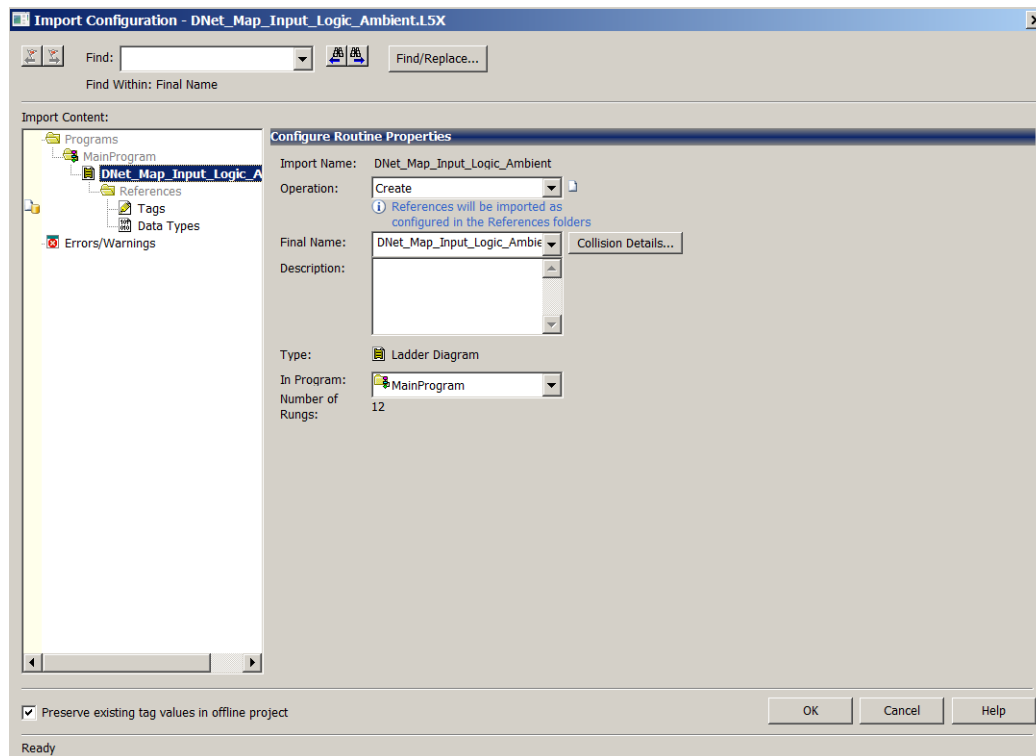 Import Configuration - DNet_Map_Input_Logic_Ambient.L5X
Find:
Find/Replace...
Find Within: Final Name
Import Content:
Programs
MainProgram
DNet_Map_Input_Logic_A
References
Tags
Data Types
Errors/Warnings
Configure Routine Properties
Import Name: DNet_Map_Input_Logic_Ambient
Operation: Create
References will be imported as
configured in the References folders
Final Name: DNet_Map_Input_Logic_Ambie Collision Details...
Description:
Type: Ladder Diagram
In Program: MainProgram
Number of
Rungs: 12
Preserve existing tag values in offline project
OK Cancel Help
Ready